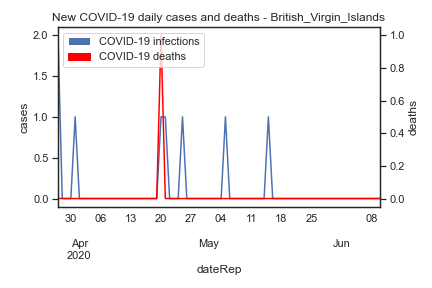 New COVID-19 daily cases and deaths - British_Virgin_Islands
COVID-19 infections
COVID-19 deaths
2.0
1.5
1.0
0.5
0.0
cases
1.0
0.8
0.6
0.4
0.2
0.0
deaths
30 06 13 20 27 04 11 18 25 08
Apr May Jun
2020
dateRep